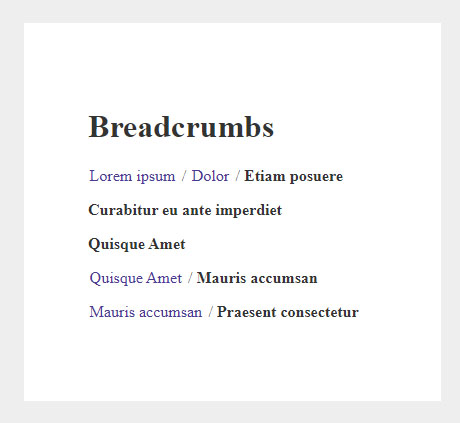 Breadcrumbs
Lorem ipsum / Dolor / Etiam posuere
Curabitur eu ante imperdiet
Quisque Amet
Quisque Amet / Mauris accumsan
Mauris accumsan / Praesent consectetur